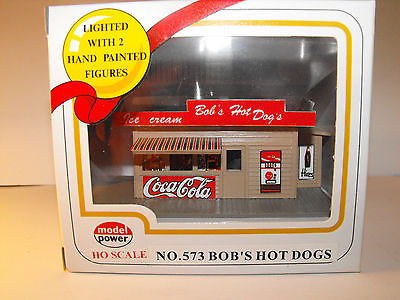 LIGHTED
WITH 2
HAND PAINTED
FIGURES
Ice cream Bob's Hot Dog's
Coca-Cola
model
power
HO SCALE NO.573 BOB'S HOT DOGS